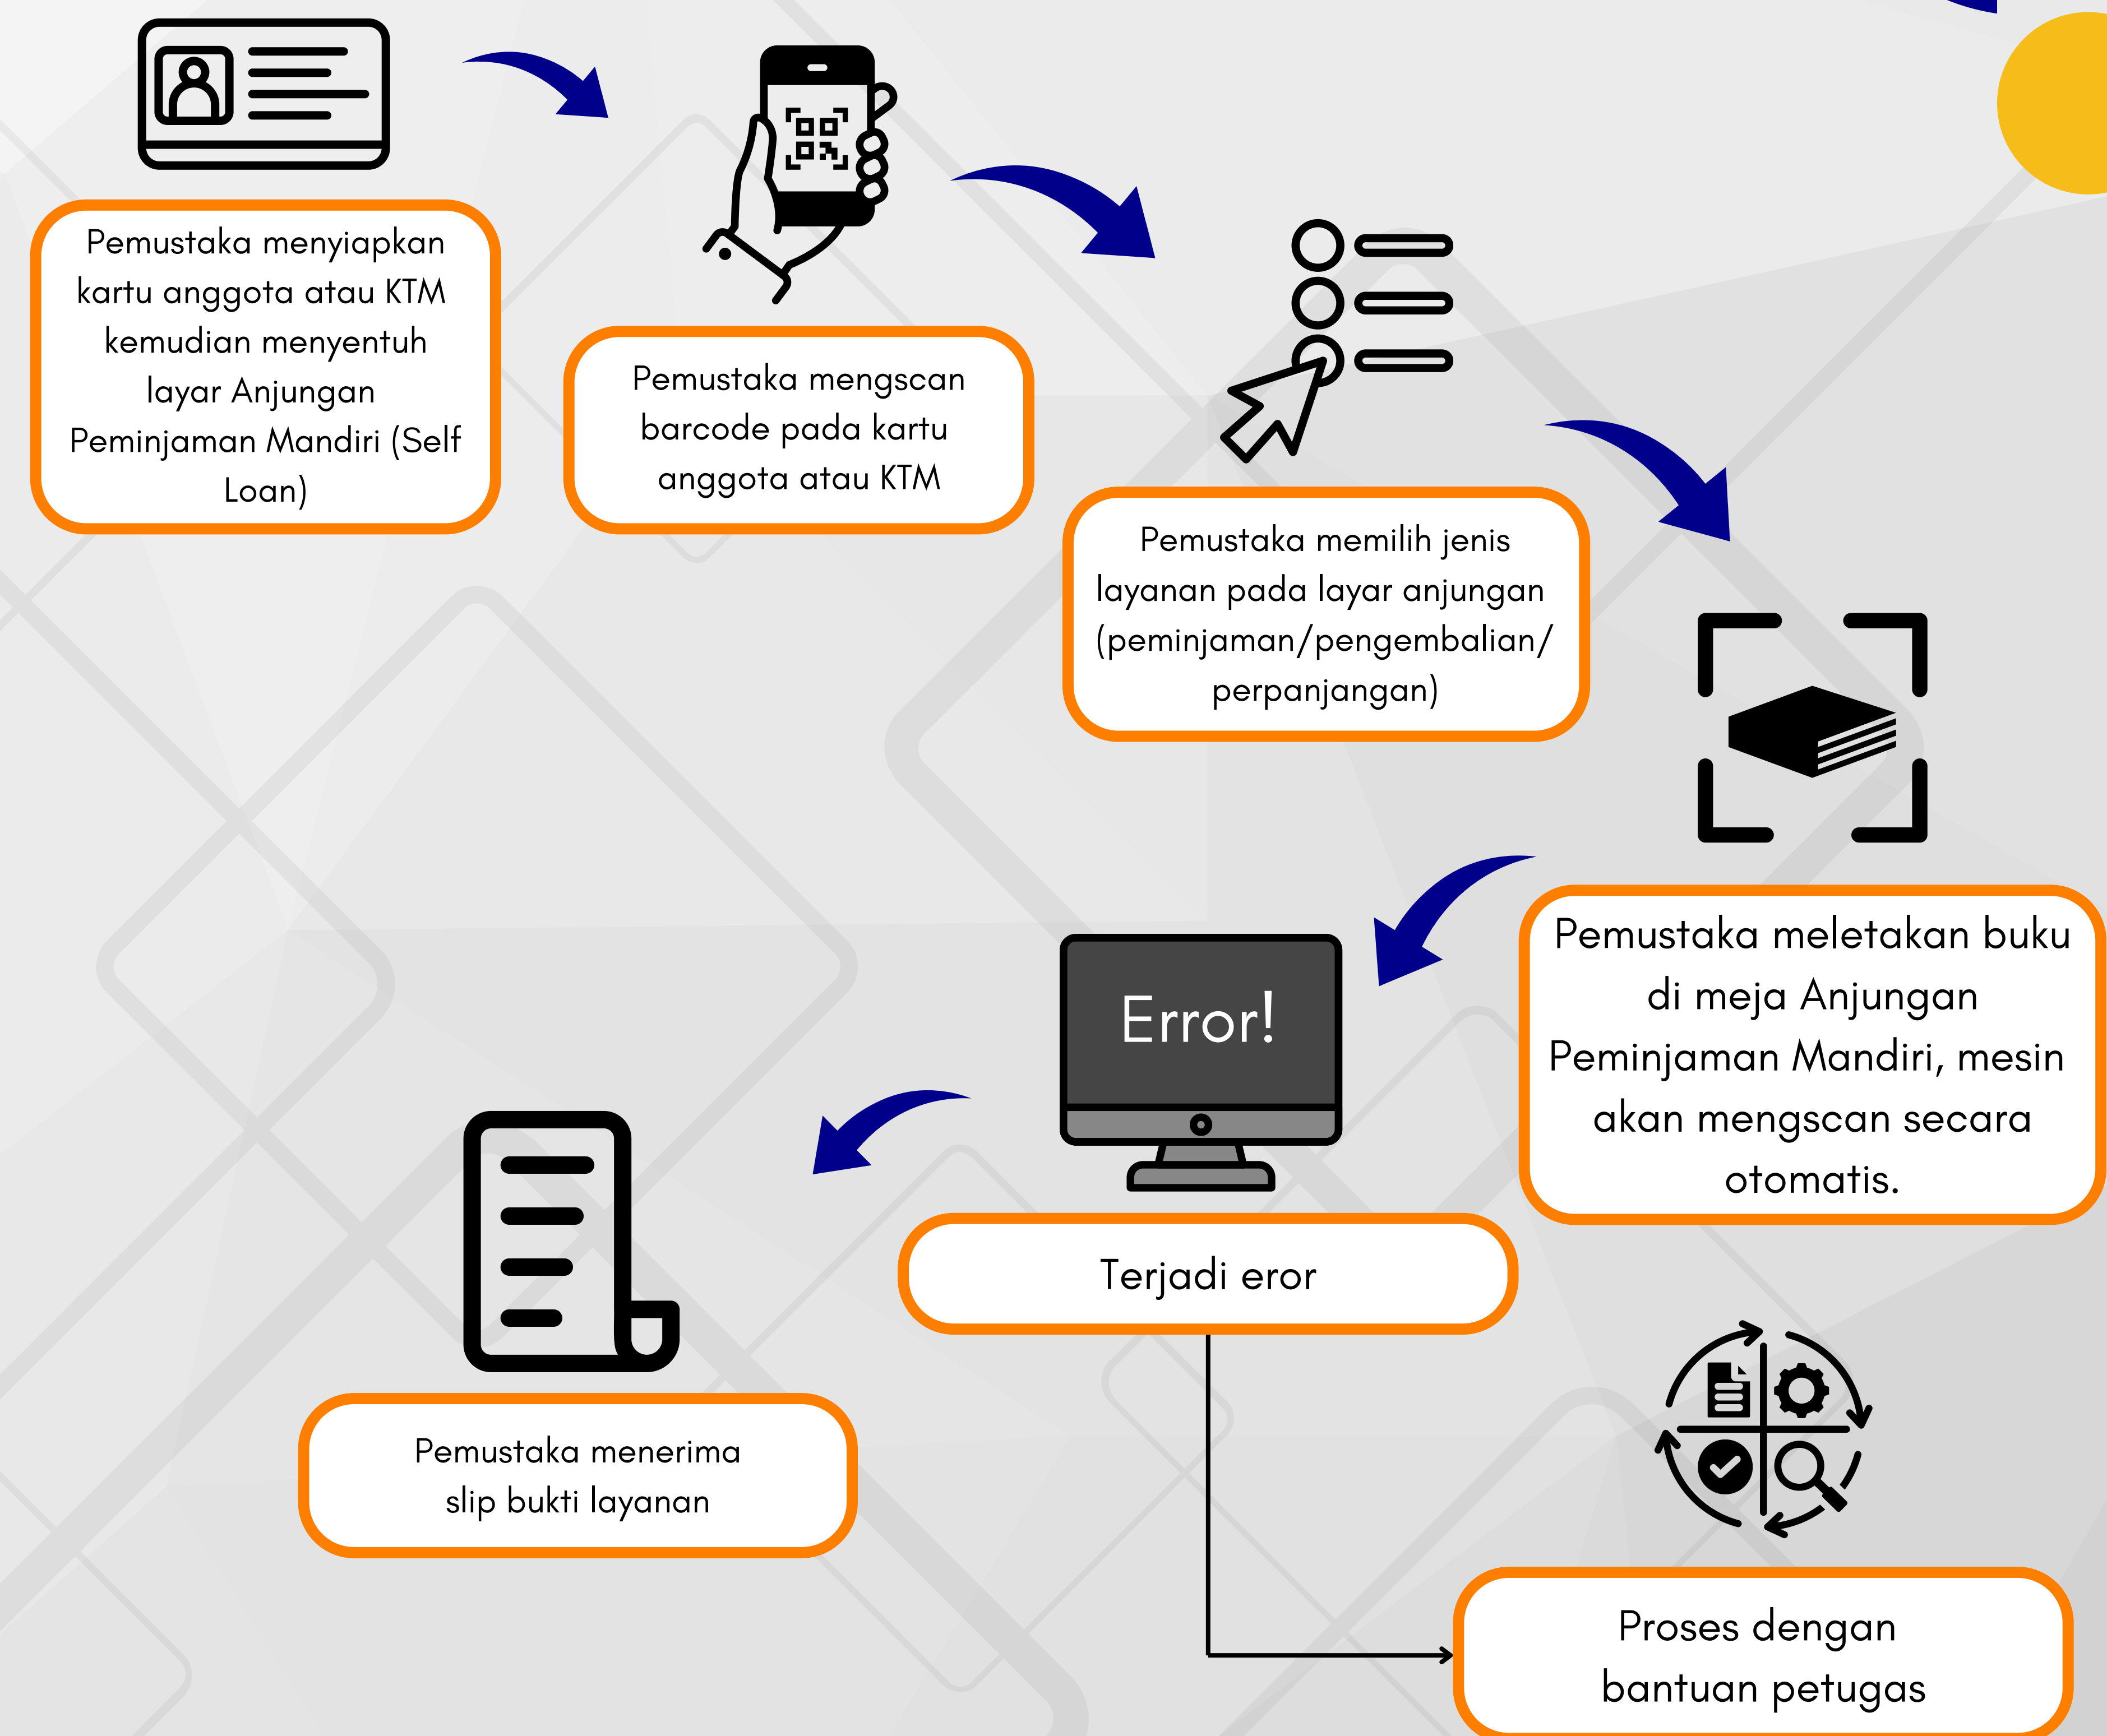 Pemustaka menyiapkan
kartu anggota atau KTM
kemudian menyentuh
layar Anjungan
Peminjaman Mandiri (Self
Loan)
Pemustaka mengscan
barcode pada kartu
anggota atau KTM
Pemustaka memilih jenis
layanan pada layar anjungan
(peminjaman/pengembalian/
perpanjangan)
Pemustaka meletakan buku
di meja Anjungan
Peminjaman Mandiri, mesin
akan mengscan secara
otomatis.
Error!
Terjadi eror
Pemustaka menerima
slip bukti layanan
Proses dengan
bantuan petugas